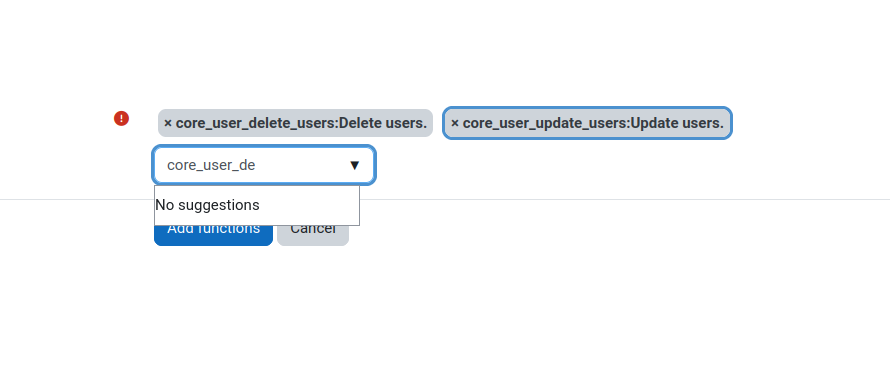 × core_user_delete_users:Delete users. × core_user_update_users:Update users.
core_user_de ▼
No suggestions
Add functions Cancel